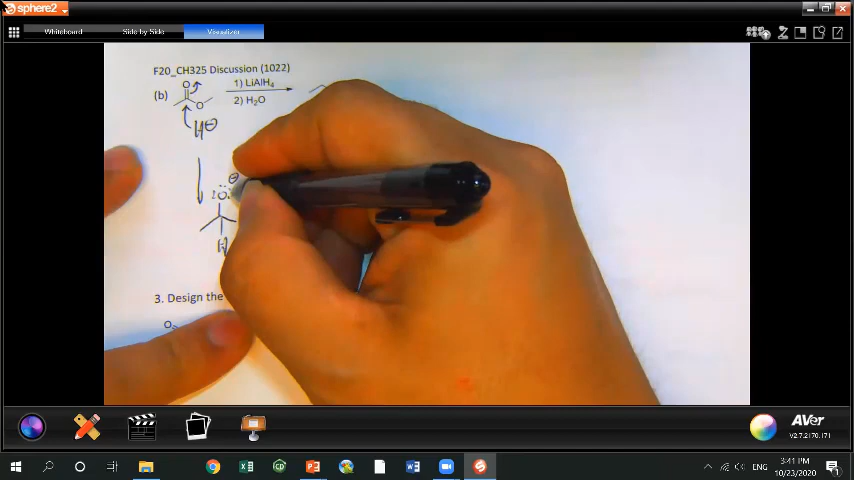 sphere2
Whiteboard
Side by Side
Visualizer
F20_CH325 Discussion (1022)
(b)
O
O
1) LiAlH4
2) H2O
H⊖
⊖
:Ö:
H
3. Design the
O
AVer
V2.7.2170.171
ENG
3:41 PM
10/23/2020